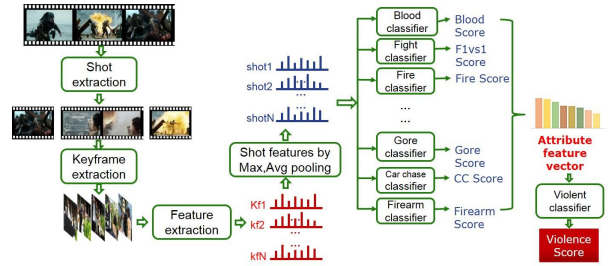 Shot
extraction
Keyframe
extraction
Feature
extraction
Kf1
kf2
...
...
kfN
Shot features by
Max,Avg pooling
shot1
shot2
...
...
shotN
Blood
classifier
Blood
Score
Fight
classifier
F1vs1
Score
Fire
classifier
Fire Score
...
...
Gore
classifier
Gore
Score
Car chase
classifier
CC Score
Firearm
classifier
Firearm
Score
Attribute
feature
vector
Violent
classifier
Violence
Score